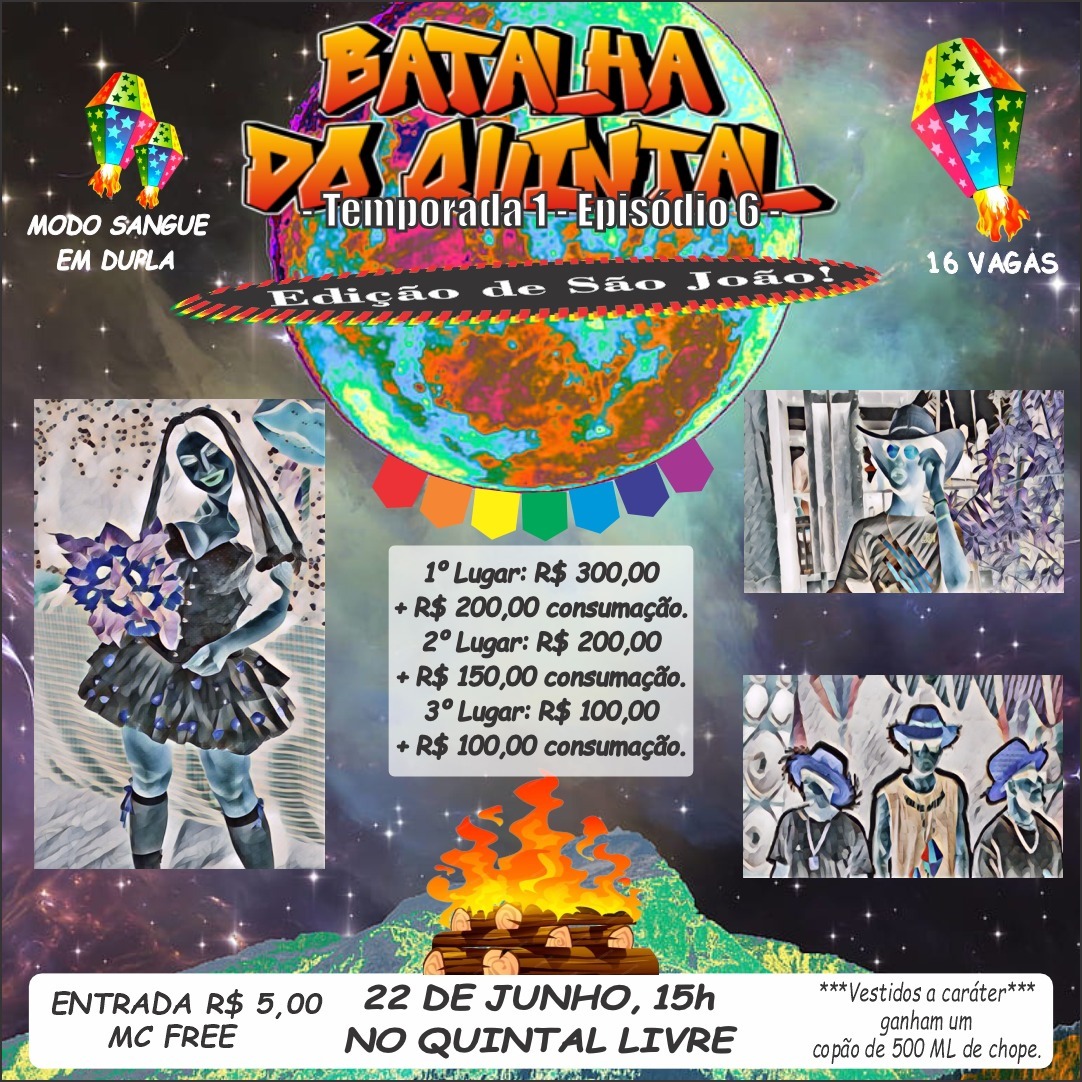 BATALHA
DO QUINTAL
- Temporada 1 - Episódio 6 -
Edição de São João!
MODO SANGUE
EM DUPLA
16 VAGAS
1º Lugar: R$ 300,00
+ R$ 200,00 consumação.
2º Lugar: R$ 200,00
+ R$ 150,00 consumação.
3º Lugar: R$ 100,00
+ R$ 100,00 consumação.
ENTRADA R$ 5,00
MC FREE
22 DE JUNHO, 15h
NO QUINTAL LIVRE
***Vestidos a caráter***
ganham um
copão de 500 ML de chope.